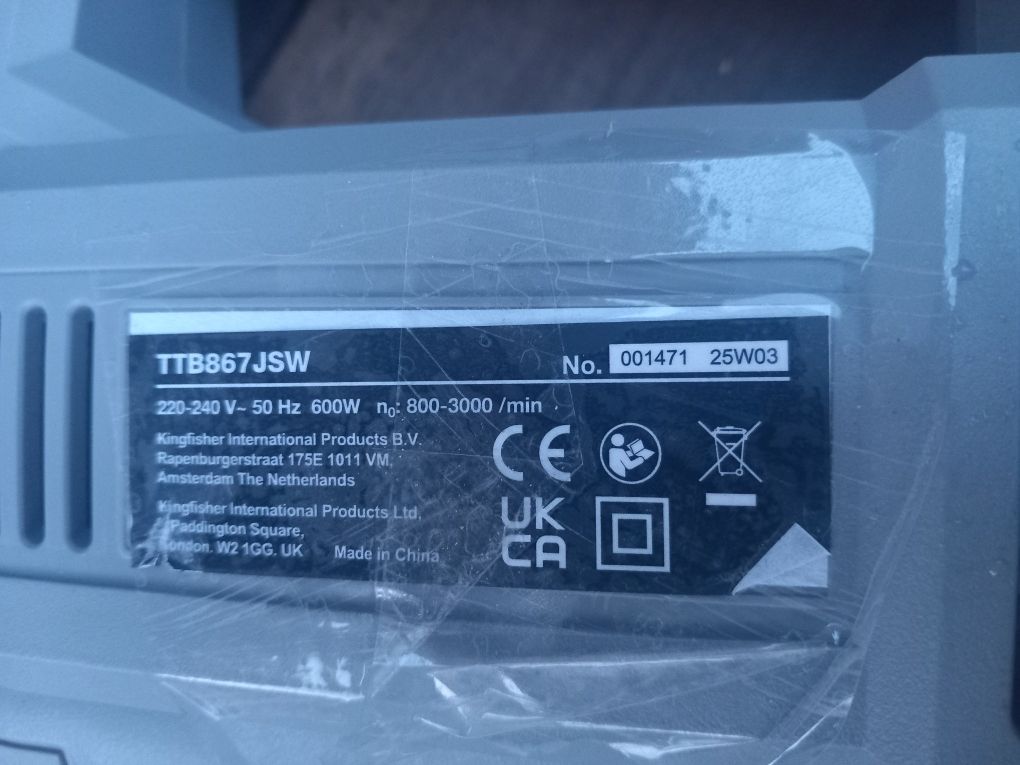 TTB867JSW
No. 001471 25W03
220-240 V~ 50 Hz 600W n₀: 800-3000 /min
Kingfisher International Products B.V.
Rapenburgerstraat 175E 1011 VM,
Amsterdam The Netherlands
CE
Kingfisher International Products Ltd,
Paddington Square,
London. W2 1GG. UK Made in China
UK
CA